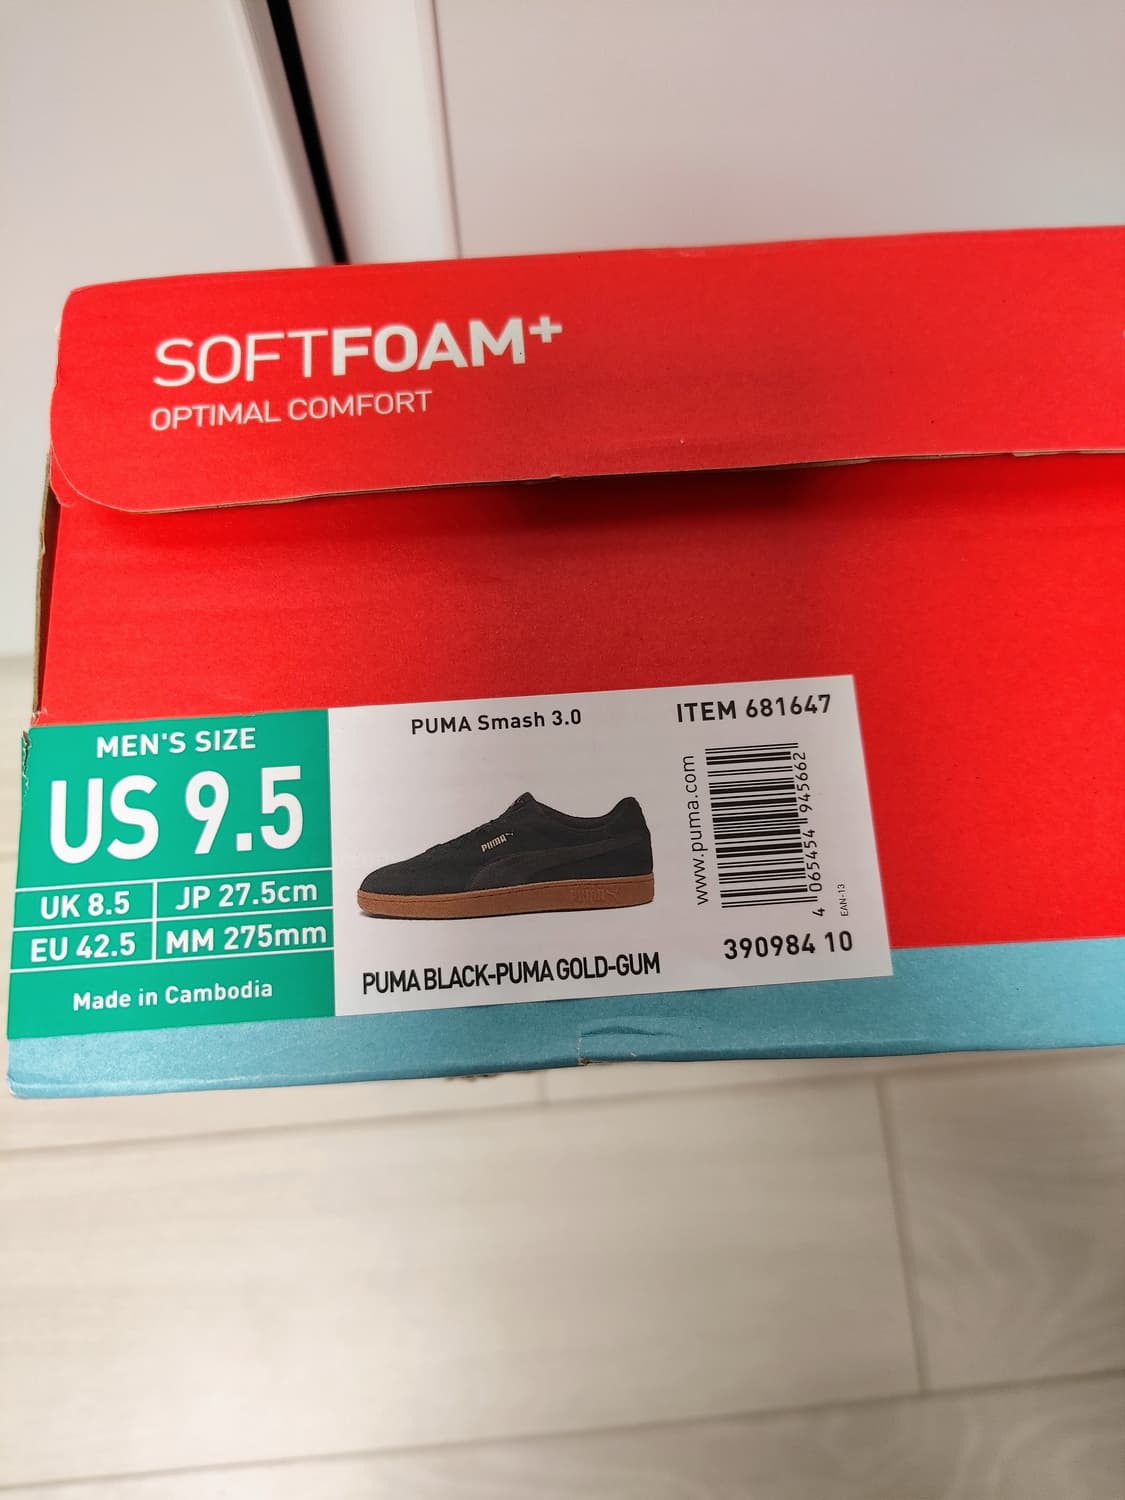 SOFTFOAM+
OPTIMAL COMFORT
MEN'S SIZE
US 9.5
UK 8.5
JP 27.5cm
EU 42.5
MM 275mm
Made in Cambodia
PUMA Smash 3.0
PUMA
PUMA BLACK-PUMA GOLD-GUM
ITEM 681647
www.puma.com
4 065454 945662
EAN-13
390984 10